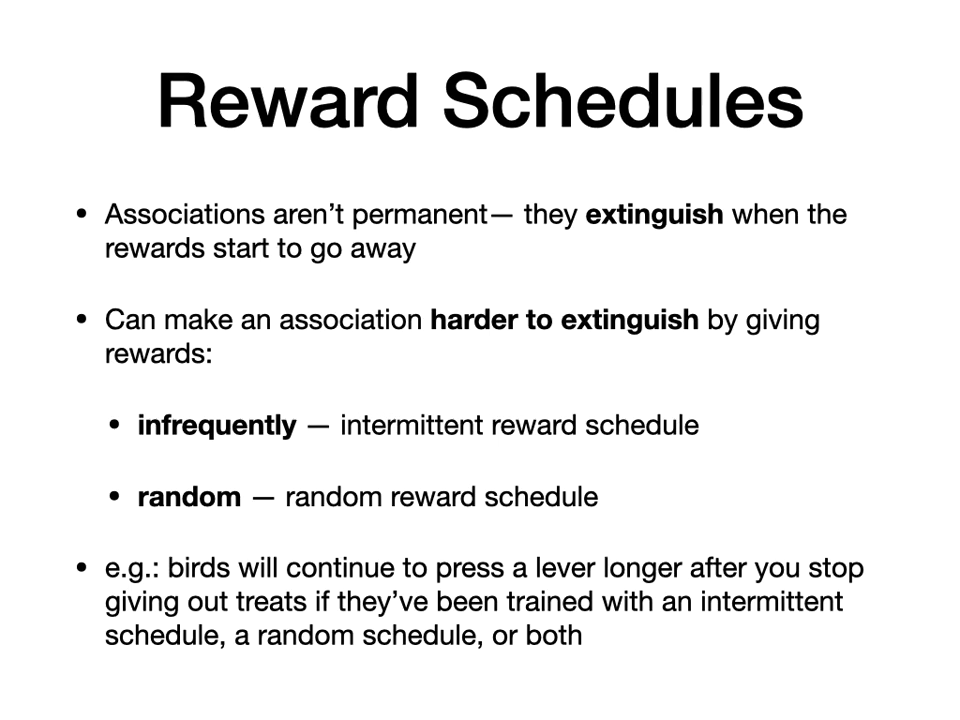 Reward Schedules
• Associations aren’t permanent— they extinguish when the
rewards start to go away
• Can make an association harder to extinguish by giving
rewards:
• infrequently — intermittent reward schedule
• random — random reward schedule
• e.g.: birds will continue to press a lever longer after you stop
giving out treats if they’ve been trained with an intermittent
schedule, a random schedule, or both